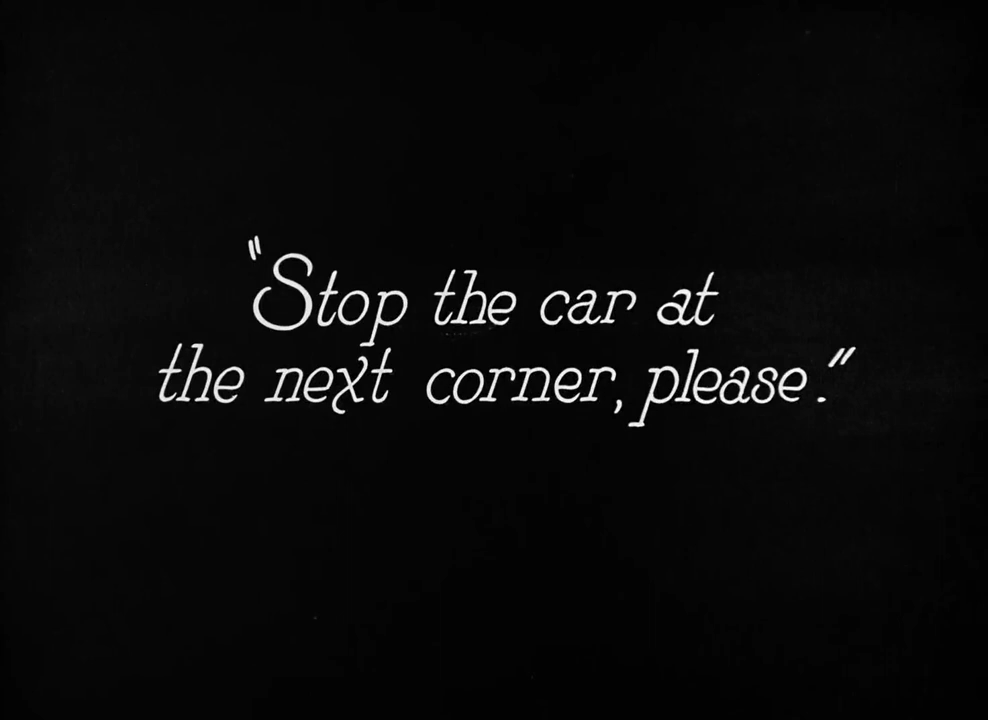 "Stop the car at
the next corner, please."